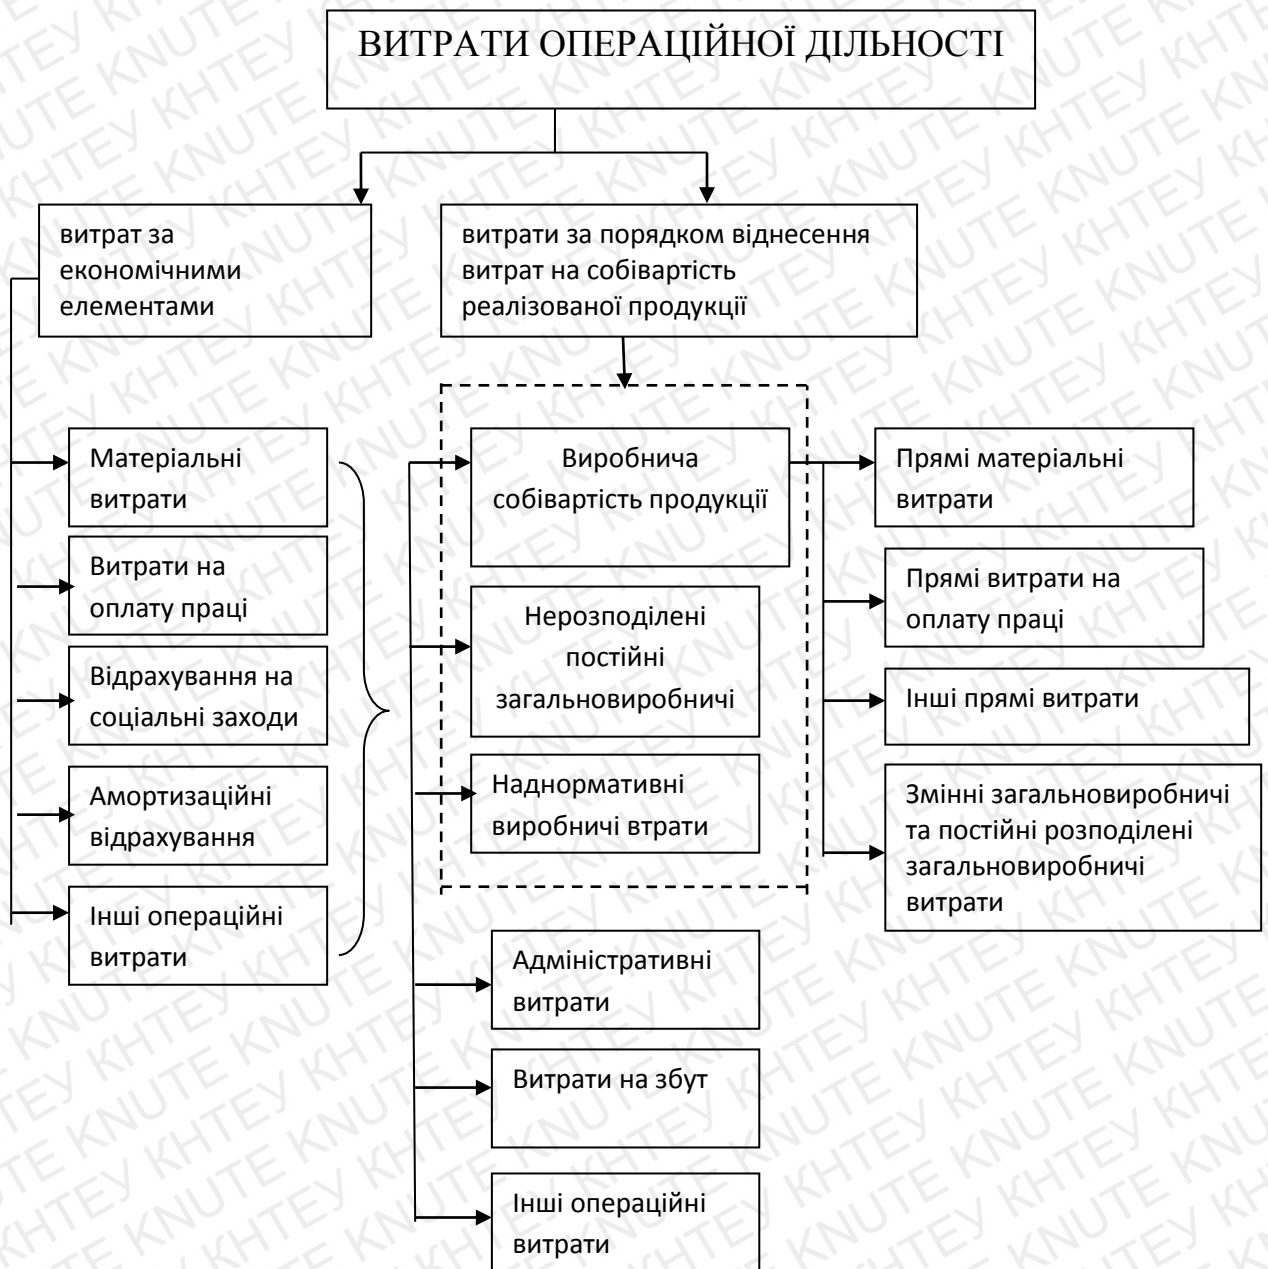 ВИТРАТИ ОПЕРАЦІЙНОЇ ДІЛЬНОСТІ
витрат за
економічними
елементами
витрати за порядком віднесення
витрат на собівартість
реалізованої продукції
Матеріальні
витрати
Витрати на
оплату праці
Відрахування на
соціальні заходи
Амортизаційні
відрахування
Інші операційні
витрати
Виробнича
собівартість продукції
Нерозподілені
постійні
загальновиробничі
Наднормативні
виробничі втрати
Адміністративні
витрати
Витрати на збут
Інші операційні
витрати
Прямі матеріальні
витрати
Прямі витрати на
оплату праці
Інші прямі витрати
Змінні загальновиробничі
та постійні розподілені
загальновиробничі
витрати